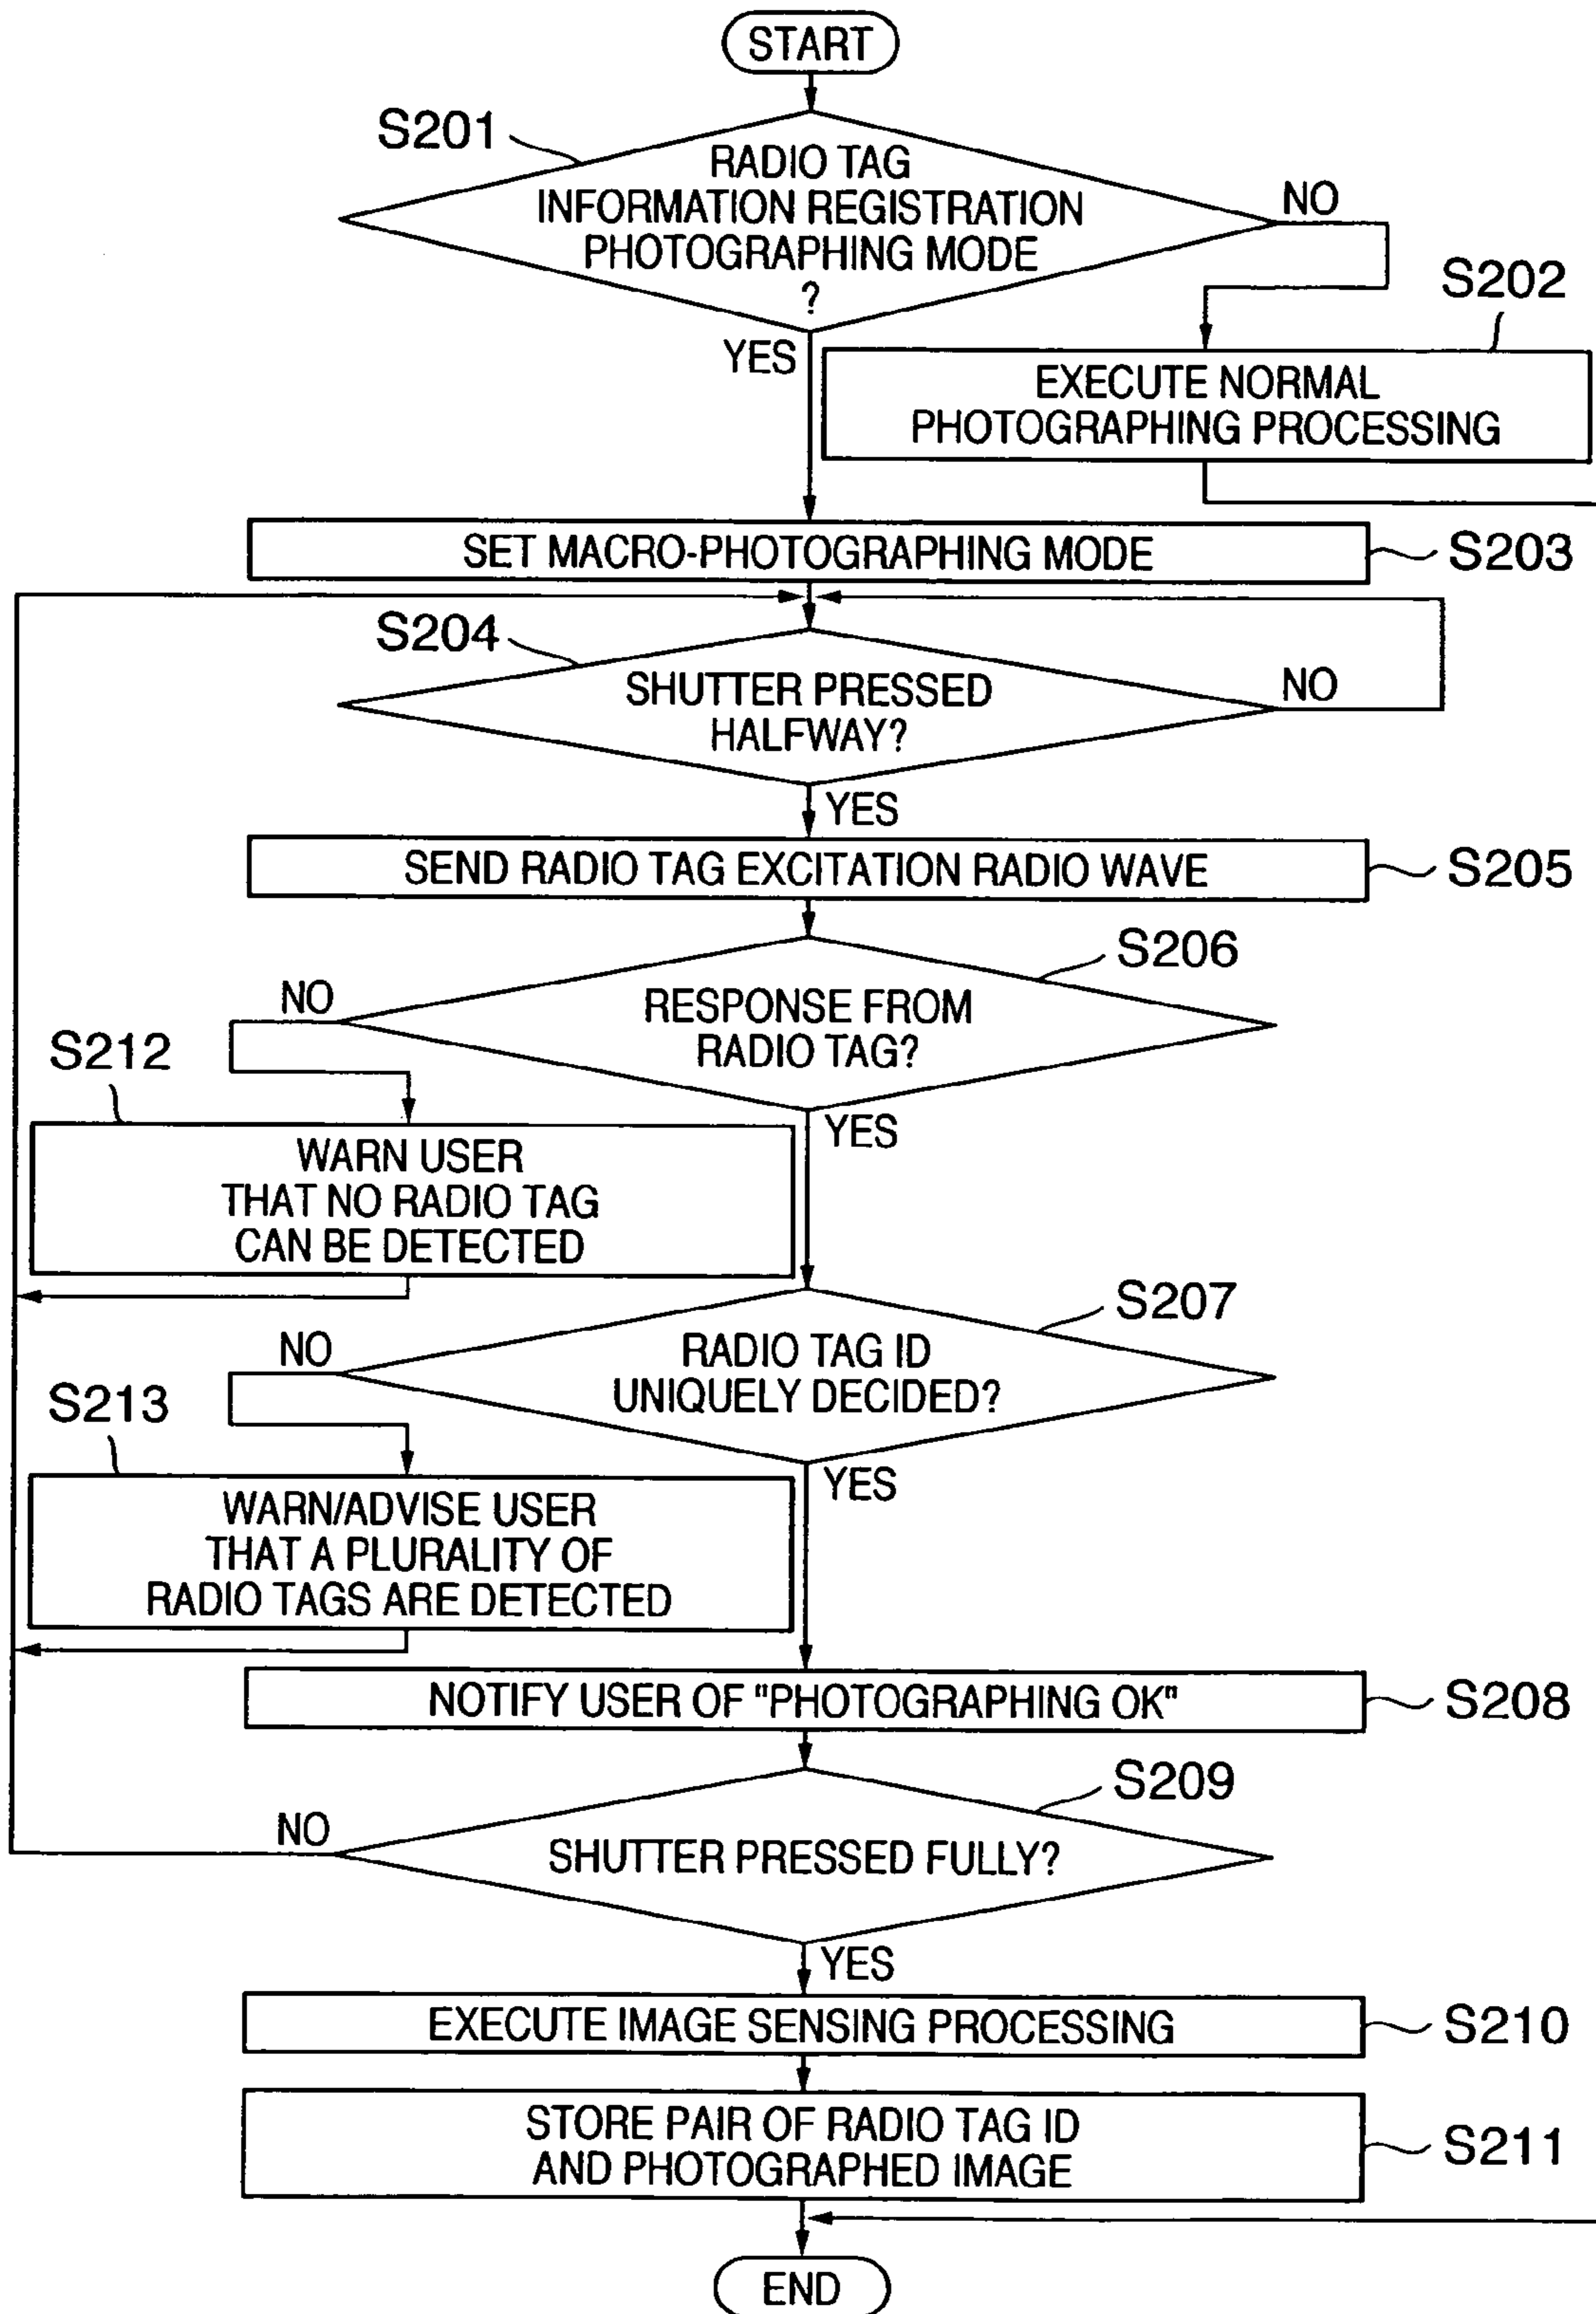 START
S201
RADIO TAG
INFORMATION REGISTRATION
PHOTOGRAPHING MODE
?
NO
YES
S202
EXECUTE NORMAL
PHOTOGRAPHING PROCESSING
SET MACRO-PHOTOGRAPHING MODE
S203
S204
SHUTTER PRESSED
HALFWAY?
NO
YES
SEND RADIO TAG EXCITATION RADIO WAVE
S205
S206
RESPONSE FROM
RADIO TAG?
NO
YES
S212
WARN USER
THAT NO RADIO TAG
CAN BE DETECTED
S207
RADIO TAG ID
UNIQUELY DECIDED?
NO
YES
S213
WARN/ADVISE USER
THAT A PLURALITY OF
RADIO TAGS ARE DETECTED
NOTIFY USER OF "PHOTOGRAPHING OK"
S208
S209
SHUTTER PRESSED FULLY?
NO
YES
EXECUTE IMAGE SENSING PROCESSING
S210
STORE PAIR OF RADIO TAG ID
AND PHOTOGRAPHED IMAGE
S211
END